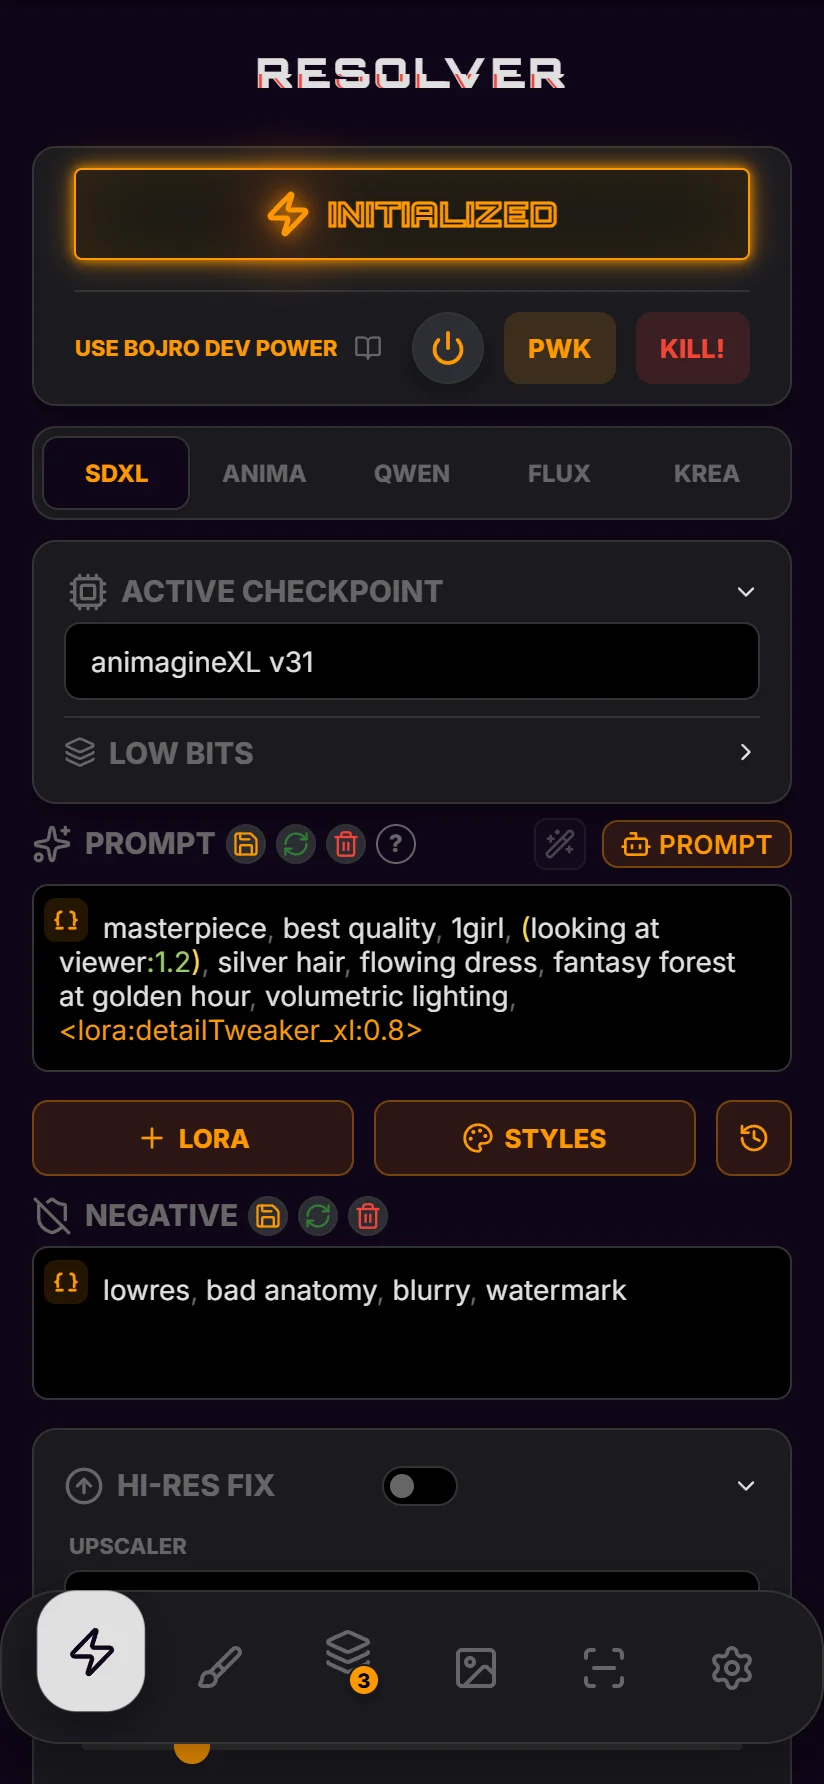 RESOLVER
INITIALIZED
USE BOJRO DEV POWER
PWK
KILL!
SDXL
ANIMA
QWEN
FLUX
KREA
ACTIVE CHECKPOINT
animagineXL v31
LOW BITS
PROMPT
?
PROMPT
{} masterpiece, best quality, 1girl, (looking at
viewer:1.2), silver hair, flowing dress, fantasy forest
at golden hour, volumetric lighting,
<lora:detailTweaker_xl:0.8>
+ LORA
STYLES
NEGATIVE
{} lowres, bad anatomy, blurry, watermark
HI-RES FIX
UPSCALER
3